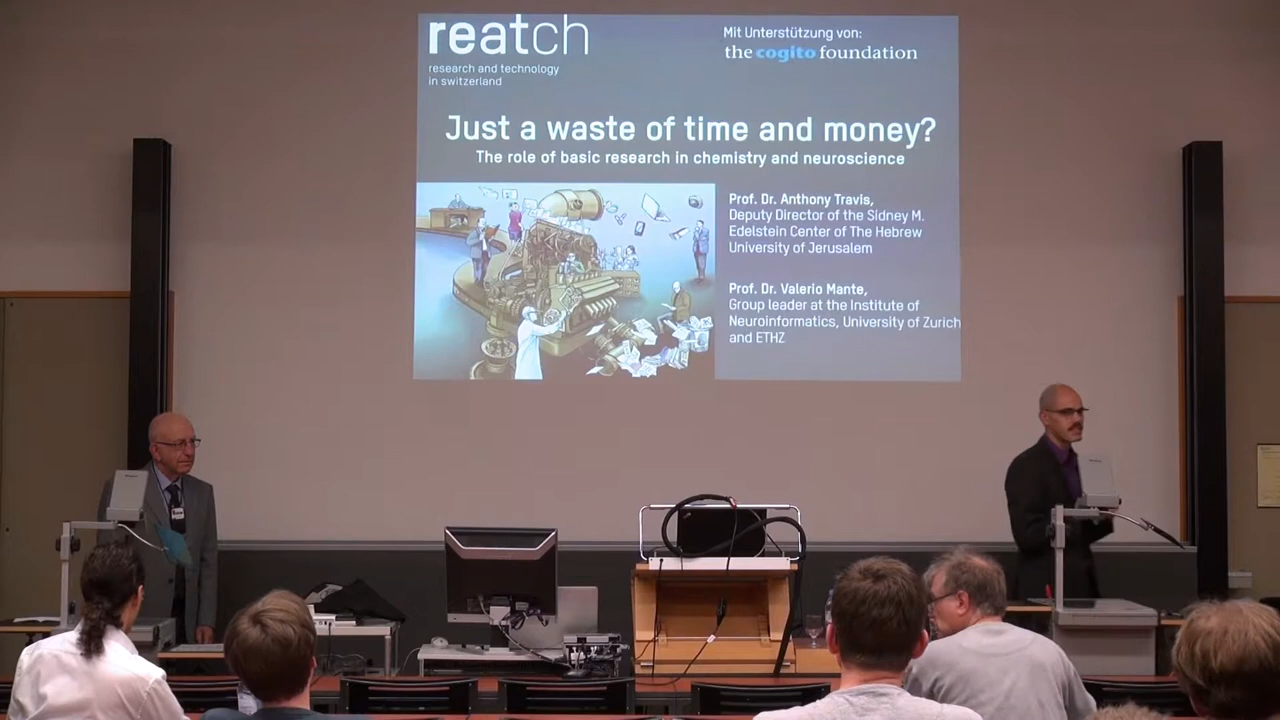 reatch
research and technology
in switzerland
Mit Unterstützung von:
the cogito foundation
Just a waste of time and money?
The role of basic research in chemistry and neuroscience
Prof. Dr. Anthony Travis,
Deputy Director of the Sidney M.
Edelstein Center of The Hebrew
University of Jerusalem
Prof. Dr. Valerio Mante,
Group leader at the Institute of
Neuroinformatics, University of Zurich
and ETHZ